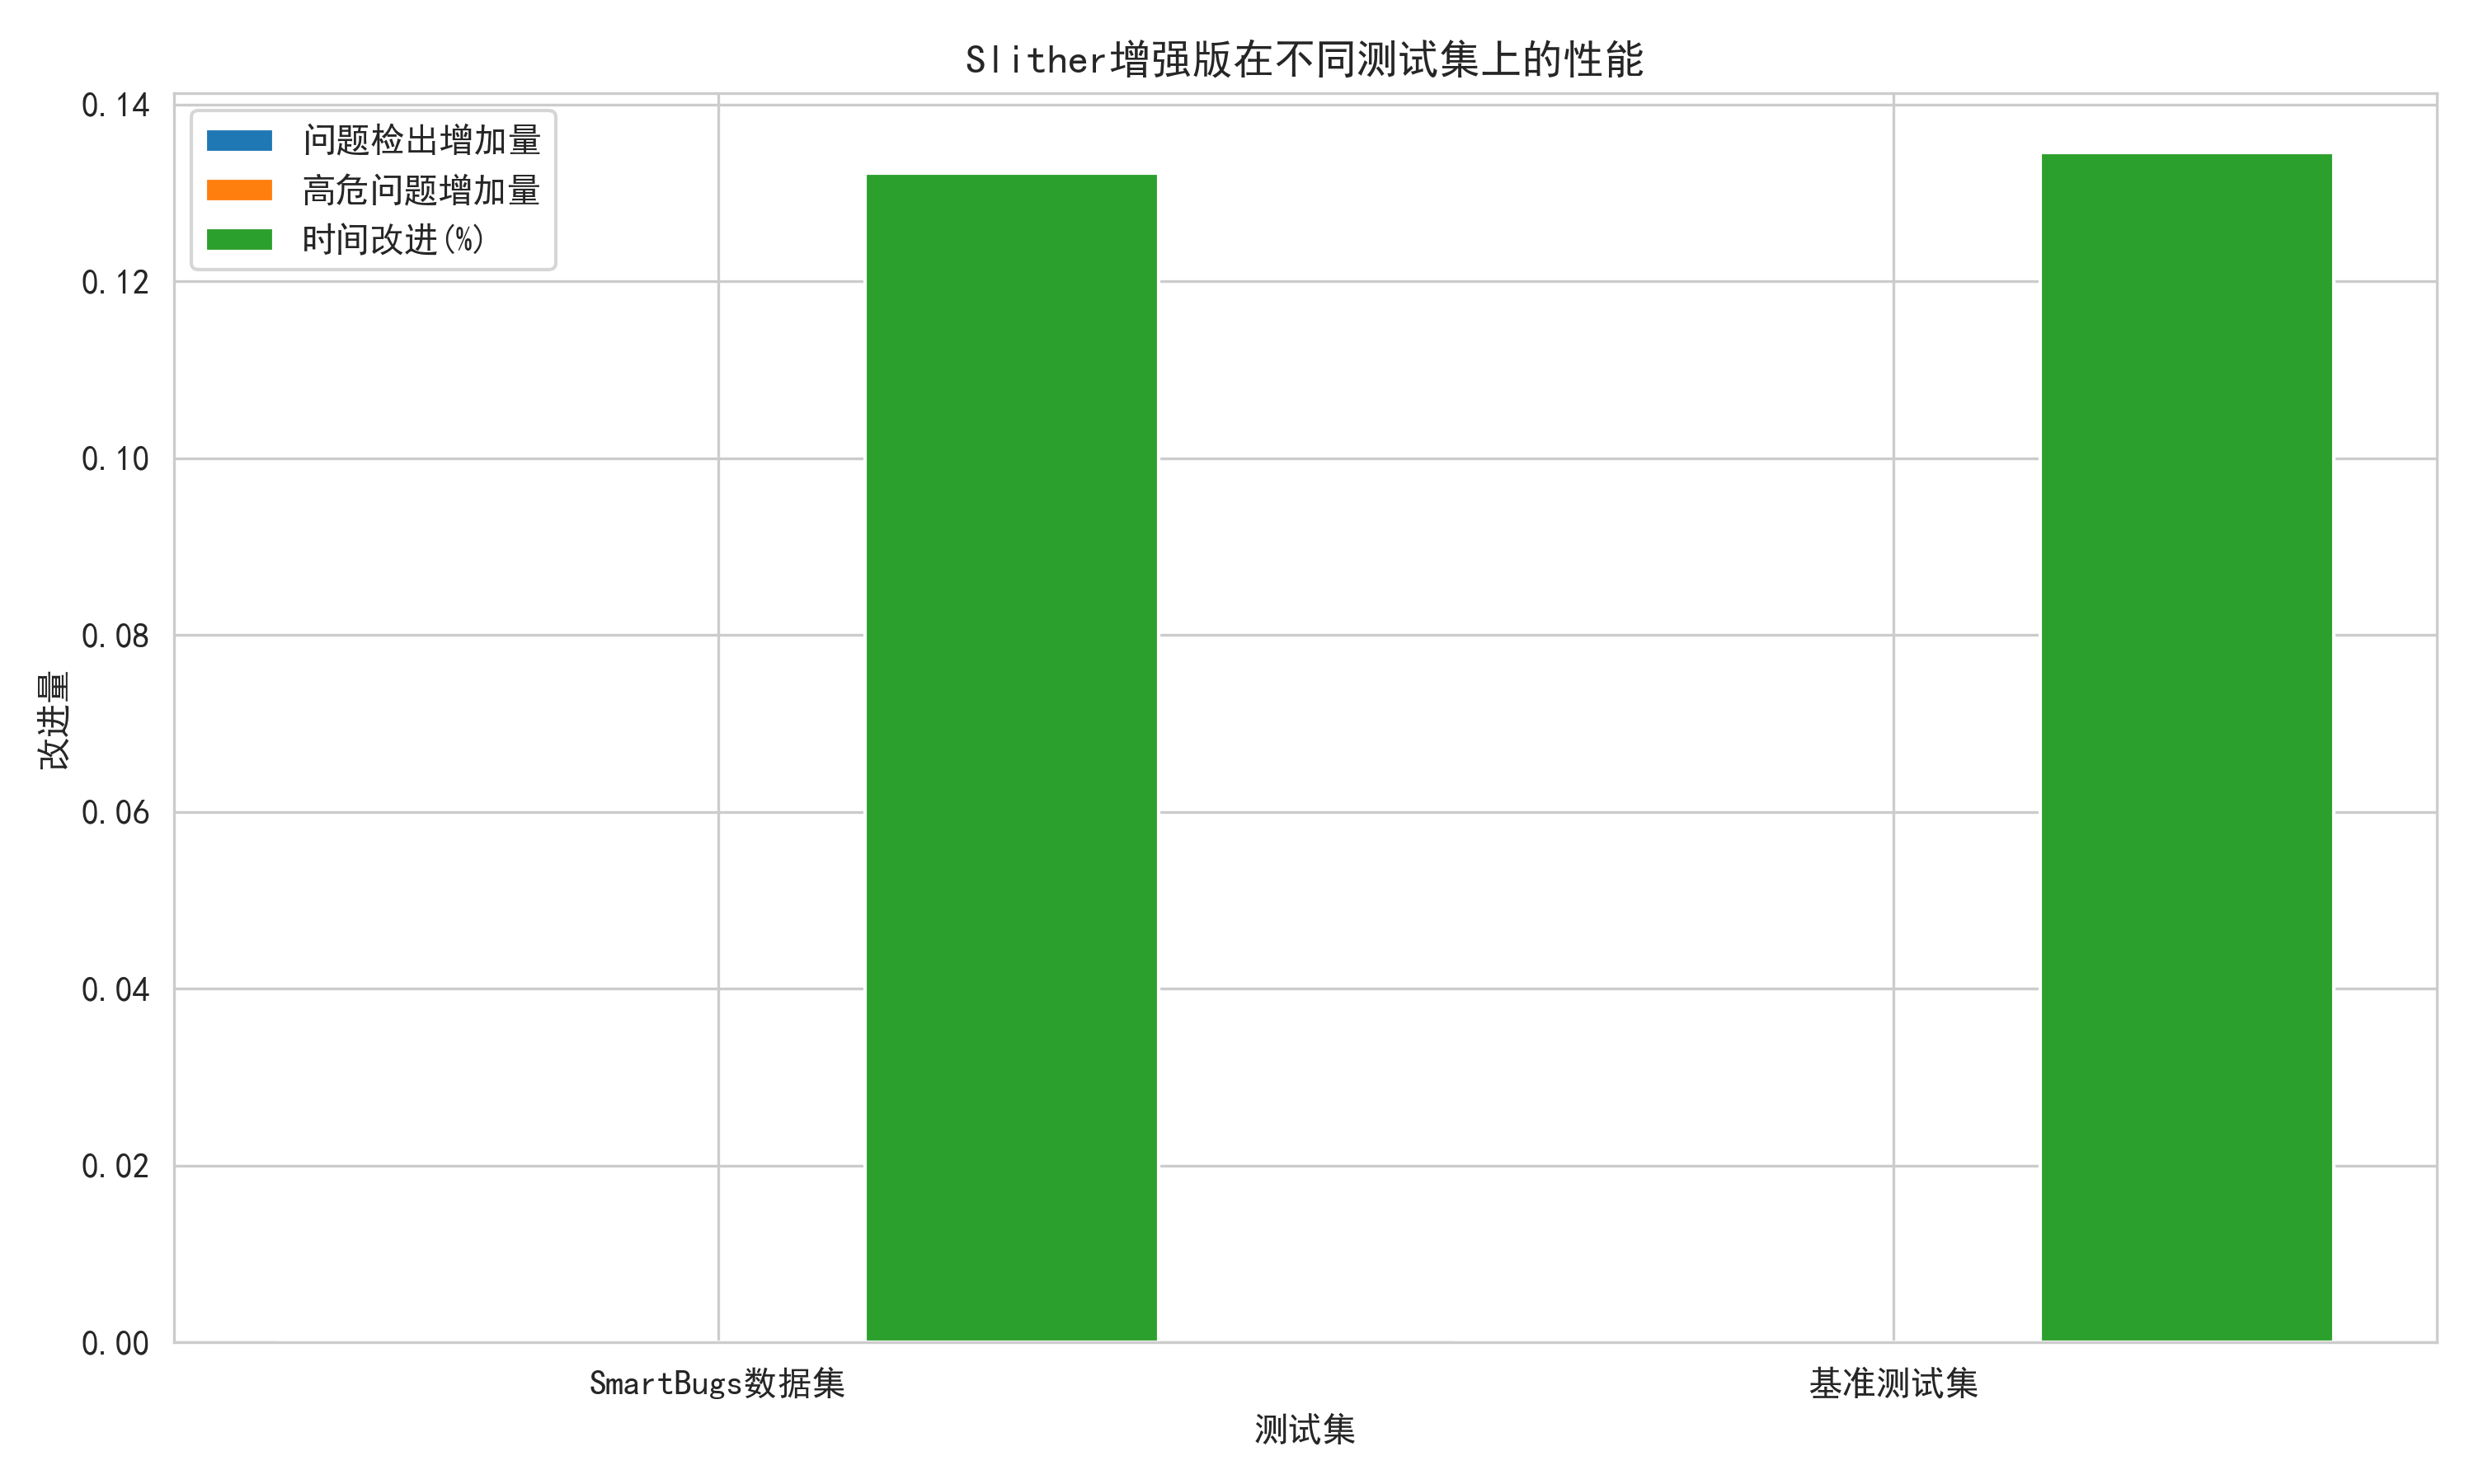 Slither增强版在不同测试集上的性能
问题检出增加量
高危问题增加量
时间改进(%)
改进量
0.14
0.12
0.10
0.08
0.06
0.04
0.02
0.00
SmartBugs数据集
基准测试集
测试集